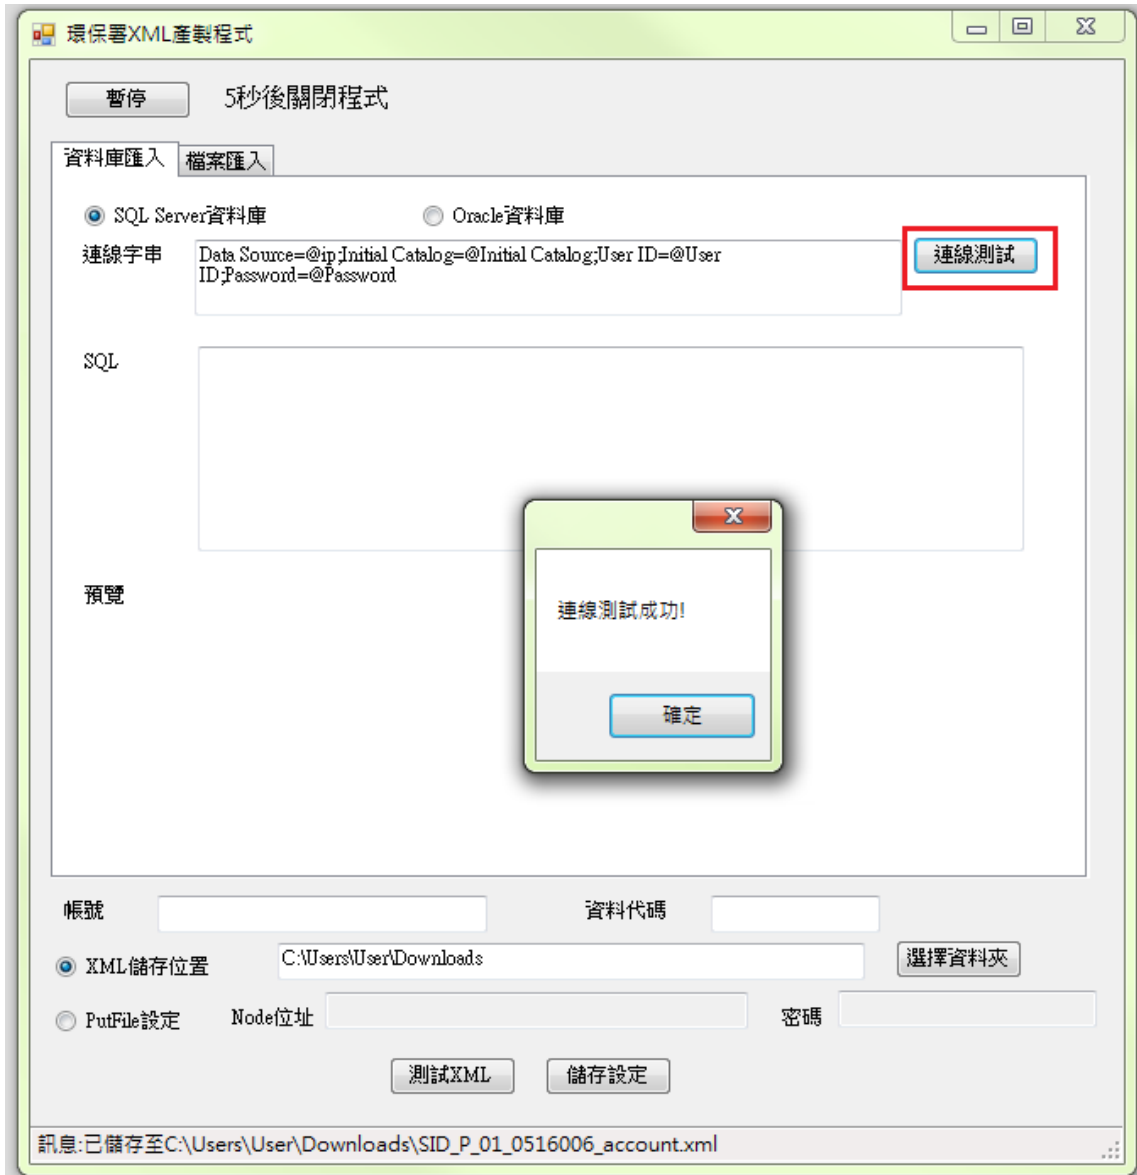 環保署XML產製程式
暫停
5秒後關閉程式
資料庫匯入
檔案匯入
SQL Server資料庫
Oracle資料庫
連線字串
Data Source=@ip;Initial Catalog=@Initial Catalog;User ID=@User
ID;Password=@Password
連線測試
SQL
連線測試成功!
確定
預覽
帳號
資料代碼
XML儲存位置
C:\Users\User\Downloads
選擇資料夾
PutFile設定
Node位址
密碼
測試XML
儲存設定
訊息:已儲存至C:\Users\User\Downloads\SID_P_01_0516006_account.xml